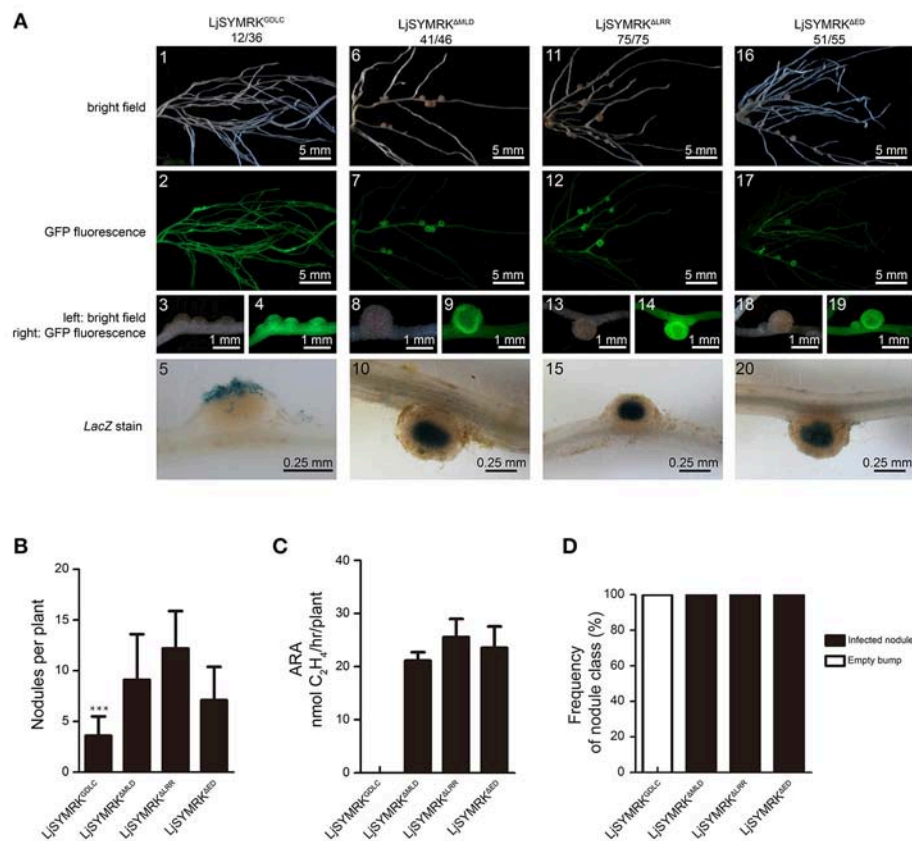 A
LjSYMRK^GDLC LjSYMRK^ΔMLD LjSYMRK^ΔLRR LjSYMRK^ΔED
12/36 41/46 75/75 51/55
bright field
1 6 11 16
5 mm 5 mm 5 mm 5 mm
GFP fluorescence
2 7 12 17
5 mm 5 mm 5 mm 5 mm
left: bright field
right: GFP fluorescence
3 4 8 9 13 14 18 19
1 mm 1 mm 1 mm 1 mm 1 mm 1 mm 1 mm 1 mm
LacZ stain
5 10 15 20
0.25 mm 0.25 mm 0.25 mm 0.25 mm
B
Nodules per plant
20
15
10
5
0
***
LjSYMRK^GDLC
LjSYMRK^ΔMLD
LjSYMRK^ΔLRR
LjSYMRK^ΔED
C
ARA
nmol C₂H₄/hr/plant
40
30
20
10
0
LjSYMRK^GDLC
LjSYMRK^ΔMLD
LjSYMRK^ΔLRR
LjSYMRK^ΔED
D
Frequency
of nodule class (%)
100
80
60
40
20
0
LjSYMRK^GDLC
LjSYMRK^ΔMLD
LjSYMRK^ΔLRR
LjSYMRK^ΔED
Infected nodule
Empty bump